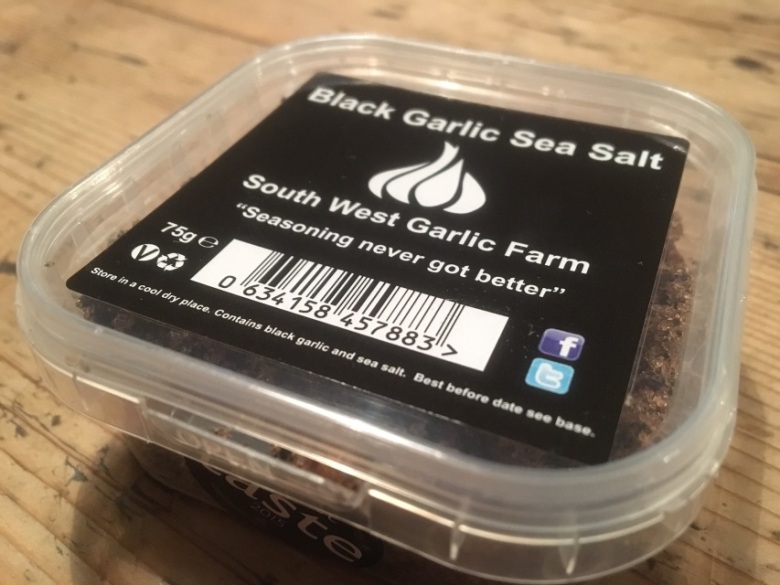 Black Garlic Sea Salt
South West Garlic Farm
“Seasoning never got better”
75g ℮
V
0 634158 457883 >
f
t
Store in a cool dry place. Contains black garlic and sea salt. Best before date see base.
taste
2015